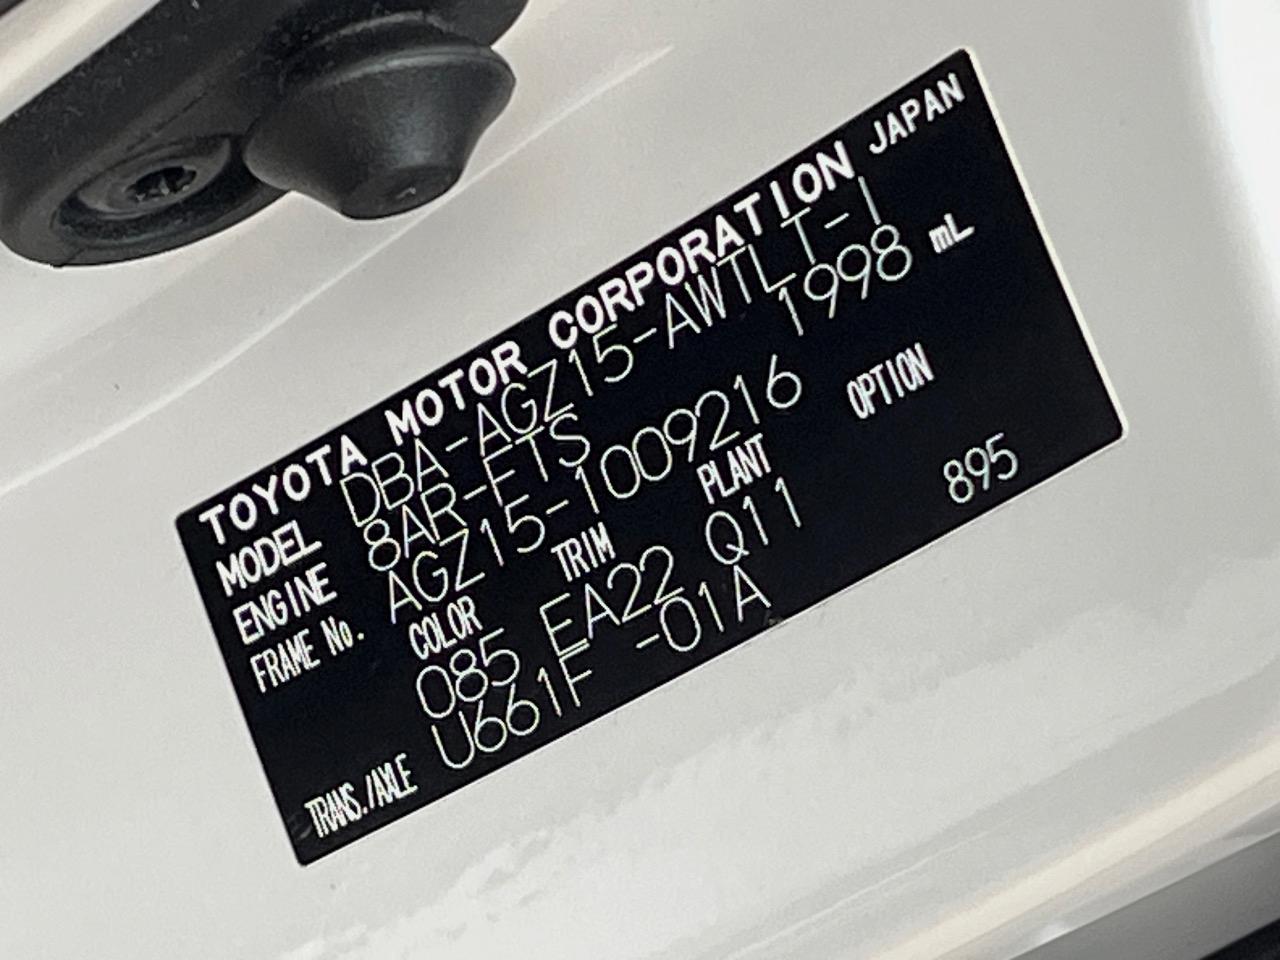 TOYOTA MOTOR CORPORATION JAPAN
MODEL DBA-AGZ15-AWTLT-1
ENGINE 8AR-FTS 1998 mL
FRAME No. AGZ15-1009216
COLOR TRIM PLANT OPTION
085 EA22 Q11 895
TRANS./AXLE U661F -01A